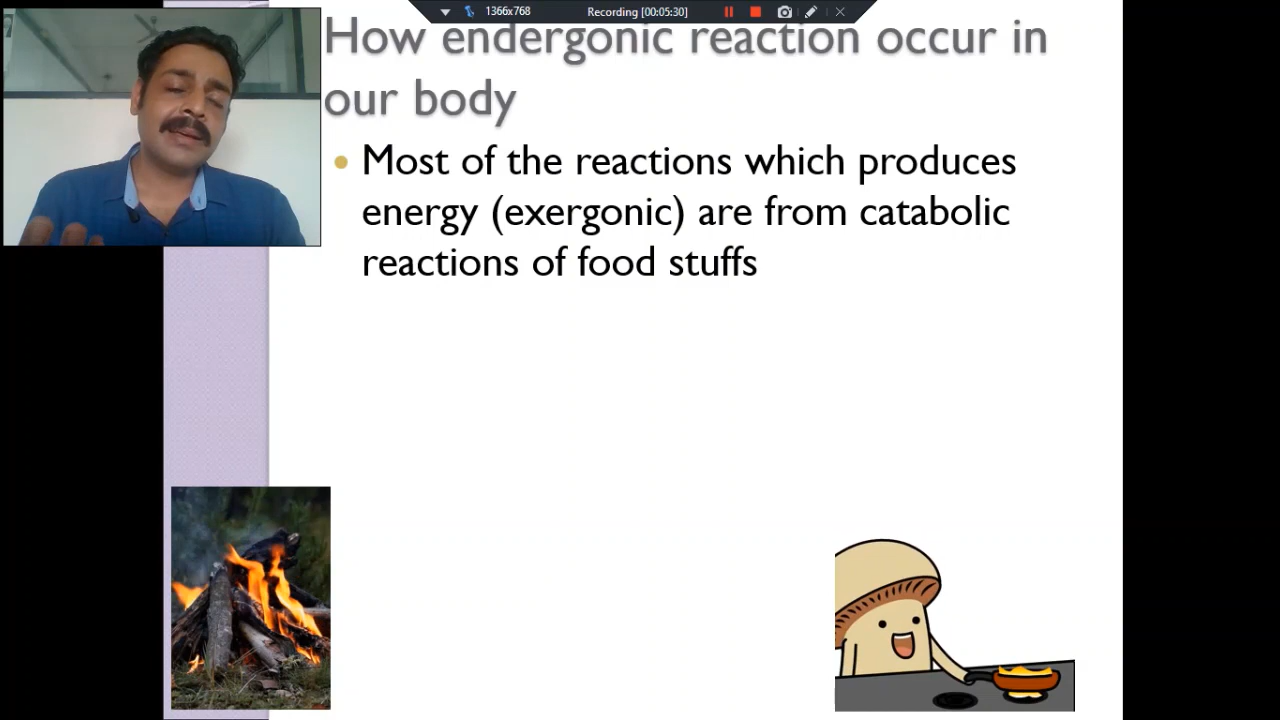 1366x768 Recording [00:05:30]
How endergonic reaction occur in
our body
Most of the reactions which produces
energy (exergonic) are from catabolic
reactions of food stuffs